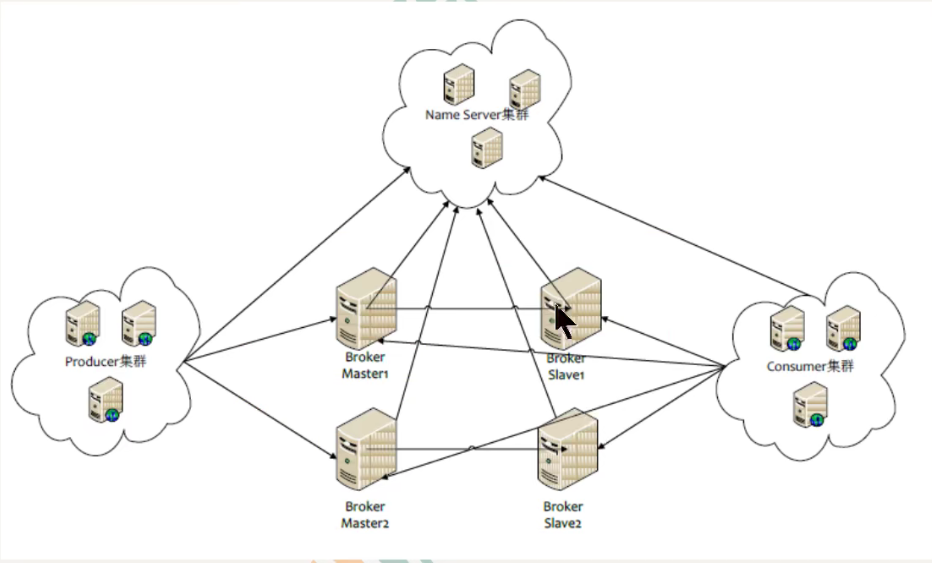 Name Server集群
Producer集群
Broker
Master1
Broker
Slave1
Consumer集群
Broker
Master2
Broker
Slave2